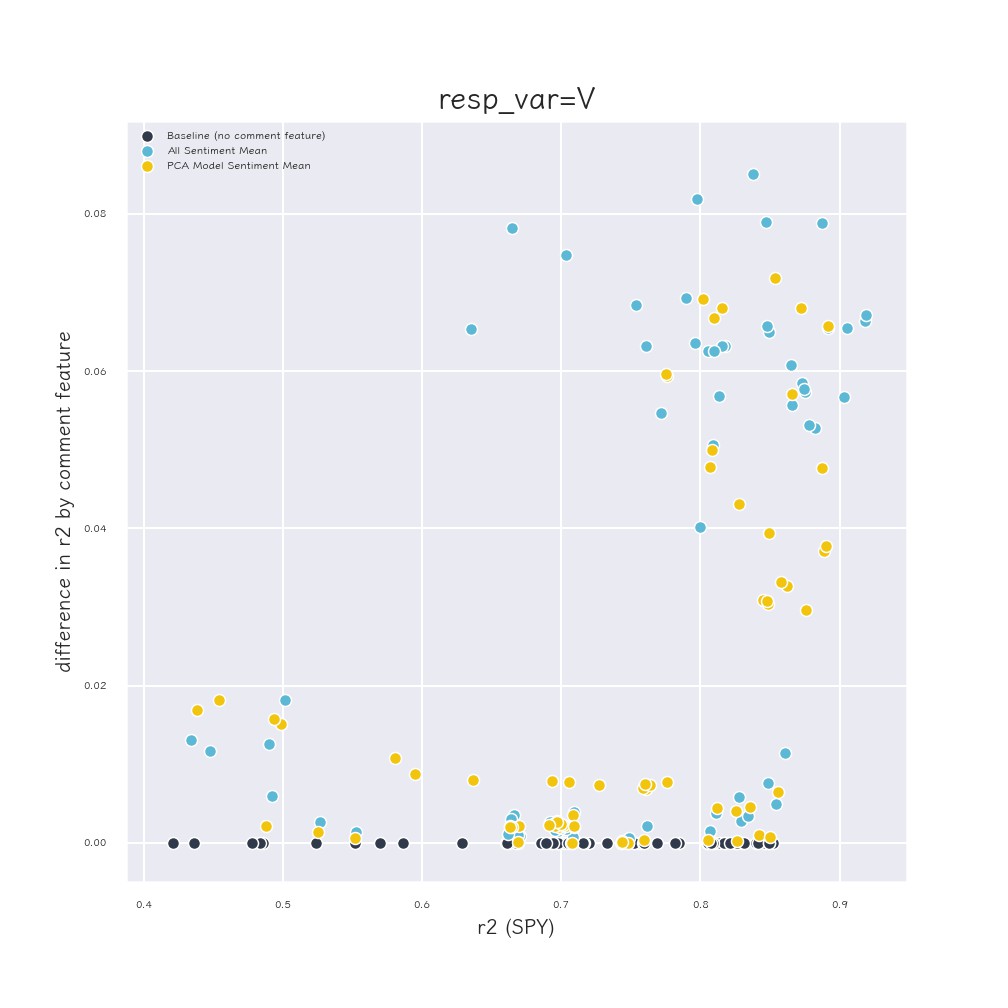 resp_var=V
Baseline (no comment feature)
All Sentiment Mean
PCA Model Sentiment Mean
difference in r2 by comment feature
0.08
0.06
0.04
0.02
0.00
0.4 0.5 0.6 0.7 0.8 0.9
r2 (SPY)